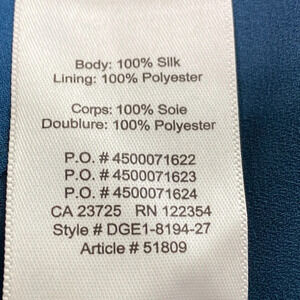 Body: 100% Silk
Lining: 100% Polyester
Corps: 100% Soie
Doublure: 100% Polyester
P.O. # 4500071622
P.O. # 4500071623
P.O. # 4500071624
CA 23725 RN 122354
Style # DGE1-8194-27
Article # 51809